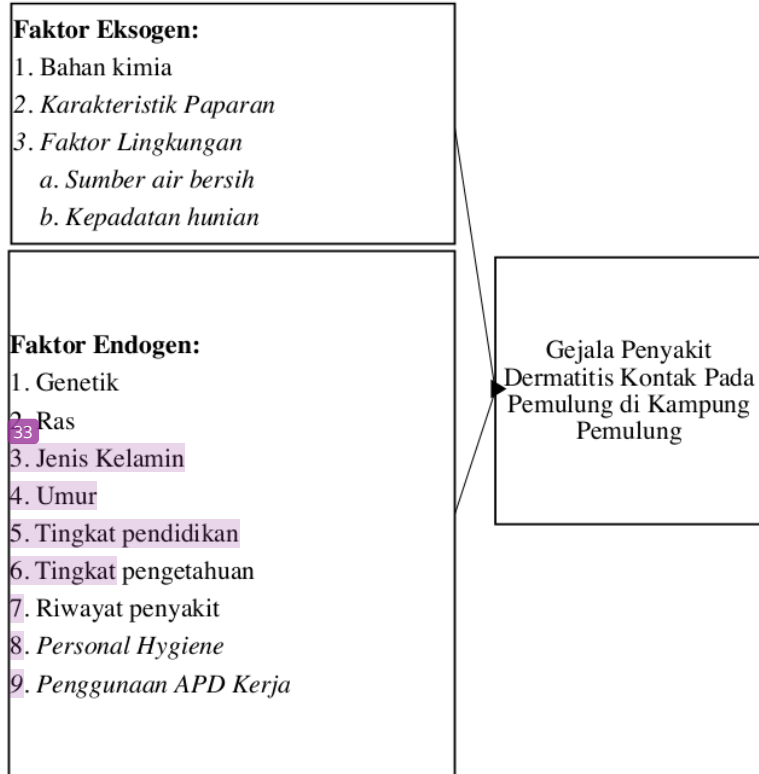 Faktor Eksogen:
1. Bahan kimia
2. Karakteristik Paparan
3. Faktor Lingkungan
a. Sumber air bersih
b. Kepadatan hunian
Faktor Endogen:
1. Genetik
2. Ras
33
3. Jenis Kelamin
4. Umur
5. Tingkat pendidikan
6. Tingkat pengetahuan
7. Riwayat penyakit
8. Personal Hygiene
9. Penggunaan APD Kerja
Gejala Penyakit
Dermatitis Kontak Pada
Pemulung di Kampung
Pemulung